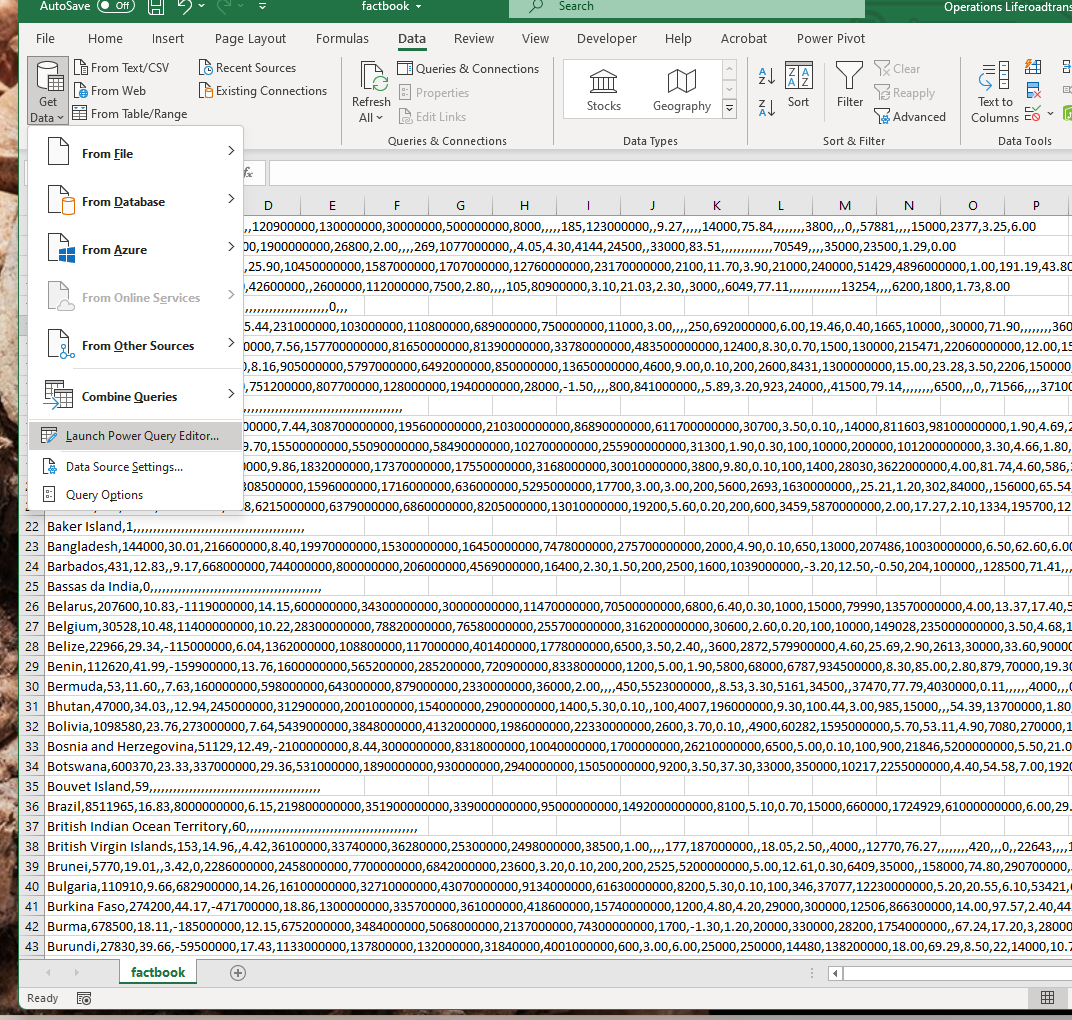 AutoSave Off factbook Search Operations Liferoadtrans
File Home Insert Page Layout Formulas Data Review View Developer Help Acrobat Power Pivot
Get Data
From Text/CSV
From Web
From Table/Range
Recent Sources
Existing Connections
Refresh All
Queries & Connections
Properties
Edit Links
Queries & Connections
Stocks
Geography
Data Types
Sort
Filter
Clear
Reapply
Advanced
Sort & Filter
Text to Columns
Data Tools
From File
From Database
From Azure
From Online Services
From Other Sources
Combine Queries
Launch Power Query Editor...
Data Source Settings...
Query Options
fx
D E F G H I J K L M N O P
,,120900000,130000000,30000000,500000000,8000,,,,,185,123000000,,9.27,,,,,14000,75.84,,,,,,,,3800,,,0,,57881,,,,15000,2377,3.25,6.00
00,1900000000,26800,2.00,,,,269,1077000000,,4.05,4.30,4144,24500,,33000,83.51,,,,,,,,,,,,70549,,,,35000,23500,1.29,0.00
,25.90,10450000000,1587000000,1707000000,12760000000,23170000000,2100,11.70,3.90,21000,240000,51429,4896000000,1.00,191.19,43.80
,42600000,,2600000,112000000,7500,2.80,,,,105,80900000,3.10,21.03,2.30,,3000,,6049,77.11,,,,,,,,,,,,13254,,,,6200,1800,1.73,8.00
,,,,,,,,,,,,,,,,,,,,,0,,,
5.44,231000000,103000000,110800000,689000000,750000000,11000,3.00,,,,250,692000000,6.00,19.46,0.40,1665,10000,,30000,71.90,,,,,,,360
000,7.56,157700000000,81650000000,81390000000,33780000000,483500000000,12400,8.30,0.70,1500,130000,215471,22060000000,12.00,15
0,8.16,905000000,5797000000,6492000000,850000000,13650000000,4600,9.00,0.10,200,2600,8431,1300000000,15.00,23.28,3.50,2206,150000
,751200000,807700000,128000000,1940000000,28000,-1.50,,,,800,841000000,,5.89,3.20,923,24000,,41500,79.14,,,,,,,6500,,,0,,71566,,,,37100
,,,,,,,,,,,,,,,,,,,,,,,,,,,,,,,,
000,7.44,308700000000,195600000000,210300000000,86890000000,611700000000,30700,3.50,0.10,,14000,811603,98100000000,1.90,4.69,2
9.70,15500000000,55090000000,58490000000,102700000000,255900000000,31300,1.90,0.30,100,10000,200000,10120000000,3.30,4.66,1.80,
000,9.86,1832000000,17370000000,17550000000,3168000000,30010000000,3800,9.80,0.10,100,1400,28030,3622000000,4.00,81.74,4.60,586,
308500000,1596000000,1716000000,636000000,5295000000,17700,3.00,3.00,200,5600,2693,1630000000,,25.21,1.20,302,84000,,156000,65.54
8,6215000000,6379000000,6860000000,8205000000,13010000000,19200,5.60,0.20,200,600,3459,5870000000,2.00,17.27,2.10,1334,195700,12
22 Baker Island,1,,,,,,,,,,,,,,,,,,,,,,,,,,,,,,,,,,,,,,,,,,
23 Bangladesh,144000,30.01,216600000,8.40,19970000000,15300000000,16450000000,7478000000,275700000000,2000,4.90,0.10,650,13000,207486,10030000000,6.50,62.60,6.00
24 Barbados,431,12.83,,9.17,668000000,744000000,800000000,206000000,4569000000,16400,2.30,1.50,200,2500,1600,1039000000,-3.20,12.50,-0.50,204,100000,,128500,71.41,,,
25 Bassas da India,0,,,,,,,,,,,,,,,,,,,,,,,,,,,,,,,,,,,,,,,,,,
26 Belarus,207600,10.83,-1119000000,14.15,600000000,34300000000,30000000000,11470000000,70500000000,6800,6.40,0.30,1000,15000,79990,13570000000,4.00,13.37,17.40,5
27 Belgium,30528,10.48,11400000000,10.22,28300000000,78820000000,76580000000,255700000000,316200000000,30600,2.60,0.20,100,10000,149028,235000000000,3.50,4.68,1
28 Belize,22966,29.34,-115000000,6.04,1362000000,108800000,117000000,401400000,1778000000,6500,3.50,2.40,,3600,2872,579900000,4.60,25.69,2.90,2613,30000,33.60,90000
29 Benin,112620,41.99,-159900000,13.76,1600000000,565200000,285200000,720900000,8338000000,1200,5.00,1.90,5800,68000,6787,934500000,8.30,85.00,2.80,879,70000,19.30
30 Bermuda,53,11.60,,7.63,160000000,598000000,643000000,879000000,2330000000,36000,2.00,,,,450,5523000000,,8.53,3.30,5161,34500,,37470,77.79,4030000,0.11,,,,,,4000,,,0
31 Bhutan,47000,34.03,,12.94,245000000,312900000,2001000000,154000000,2900000000,1400,5.30,0.10,,100,4007,196000000,9.30,100.44,3.00,985,15000,,,54.39,13700000,1.80
32 Bolivia,1098580,23.76,273000000,7.64,5439000000,3848000000,4132000000,1986000000,22330000000,2600,3.70,0.10,,4900,60282,1595000000,5.70,53.11,4.90,7080,270000,1
33 Bosnia and Herzegovina,51129,12.49,-2100000000,8.44,3000000000,8318000000,10040000000,1700000000,26210000000,6500,5.00,0.10,100,900,21846,5200000000,5.50,21.0
34 Botswana,600370,23.33,337000000,29.36,531000000,1890000000,930000000,2940000000,15050000000,9200,3.50,37.30,33000,350000,10217,2255000000,4.40,54.58,7.00,1920
35 Bouvet Island,59,,,,,,,,,,,,,,,,,,,,,,,,,,,,,,,,,,,,,,,,,,
36 Brazil,8511965,16.83,8000000000,6.15,219800000000,351900000000,339000000000,95000000000,1492000000000,8100,5.10,0.70,15000,660000,1724929,61000000000,6.00,29.
37 British Indian Ocean Territory,60,,,,,,,,,,,,,,,,,,,,,,,,,,,,,,,,,,,,,,,,,,
38 British Virgin Islands,153,14.96,,4.42,36100000,33740000,36280000,25300000,2498000000,38500,1.00,,,,177,187000000,,18.05,2.50,,4000,,12770,76.27,,,,,,,420,,,0,,22643,,,,1
39 Brunei,5770,19.01,,3.42,0,2286000000,2458000000,7700000000,6842000000,23600,3.20,0.10,200,200,2525,5200000000,5.00,12.61,0.30,6409,35000,,158000,74.80,290000000
40 Bulgaria,110910,9.66,682900000,14.26,16100000000,32710000000,43070000000,9134000000,61630000000,8200,5.30,0.10,100,346,37077,12230000000,5.20,20.55,6.10,53421,6
41 Burkina Faso,274200,44.17,-471700000,18.86,1300000000,335700000,361000000,418600000,15740000000,1200,4.80,4.20,29000,300000,12506,866300000,14.00,97.57,2.40,44
42 Burma,678500,18.11,-185000000,12.15,6752000000,3484000000,5068000000,2137000000,74300000000,1700,-1.30,1.20,20000,330000,28200,1754000000,,67.24,17.20,3,28000
43 Burundi,27830,39.66,-59500000,17.43,1133000000,137800000,132000000,31840000,4001000000,600,3.00,6.00,25000,250000,14480,138200000,18.00,69.29,8.50,22,14000,10.7
factbook
Ready